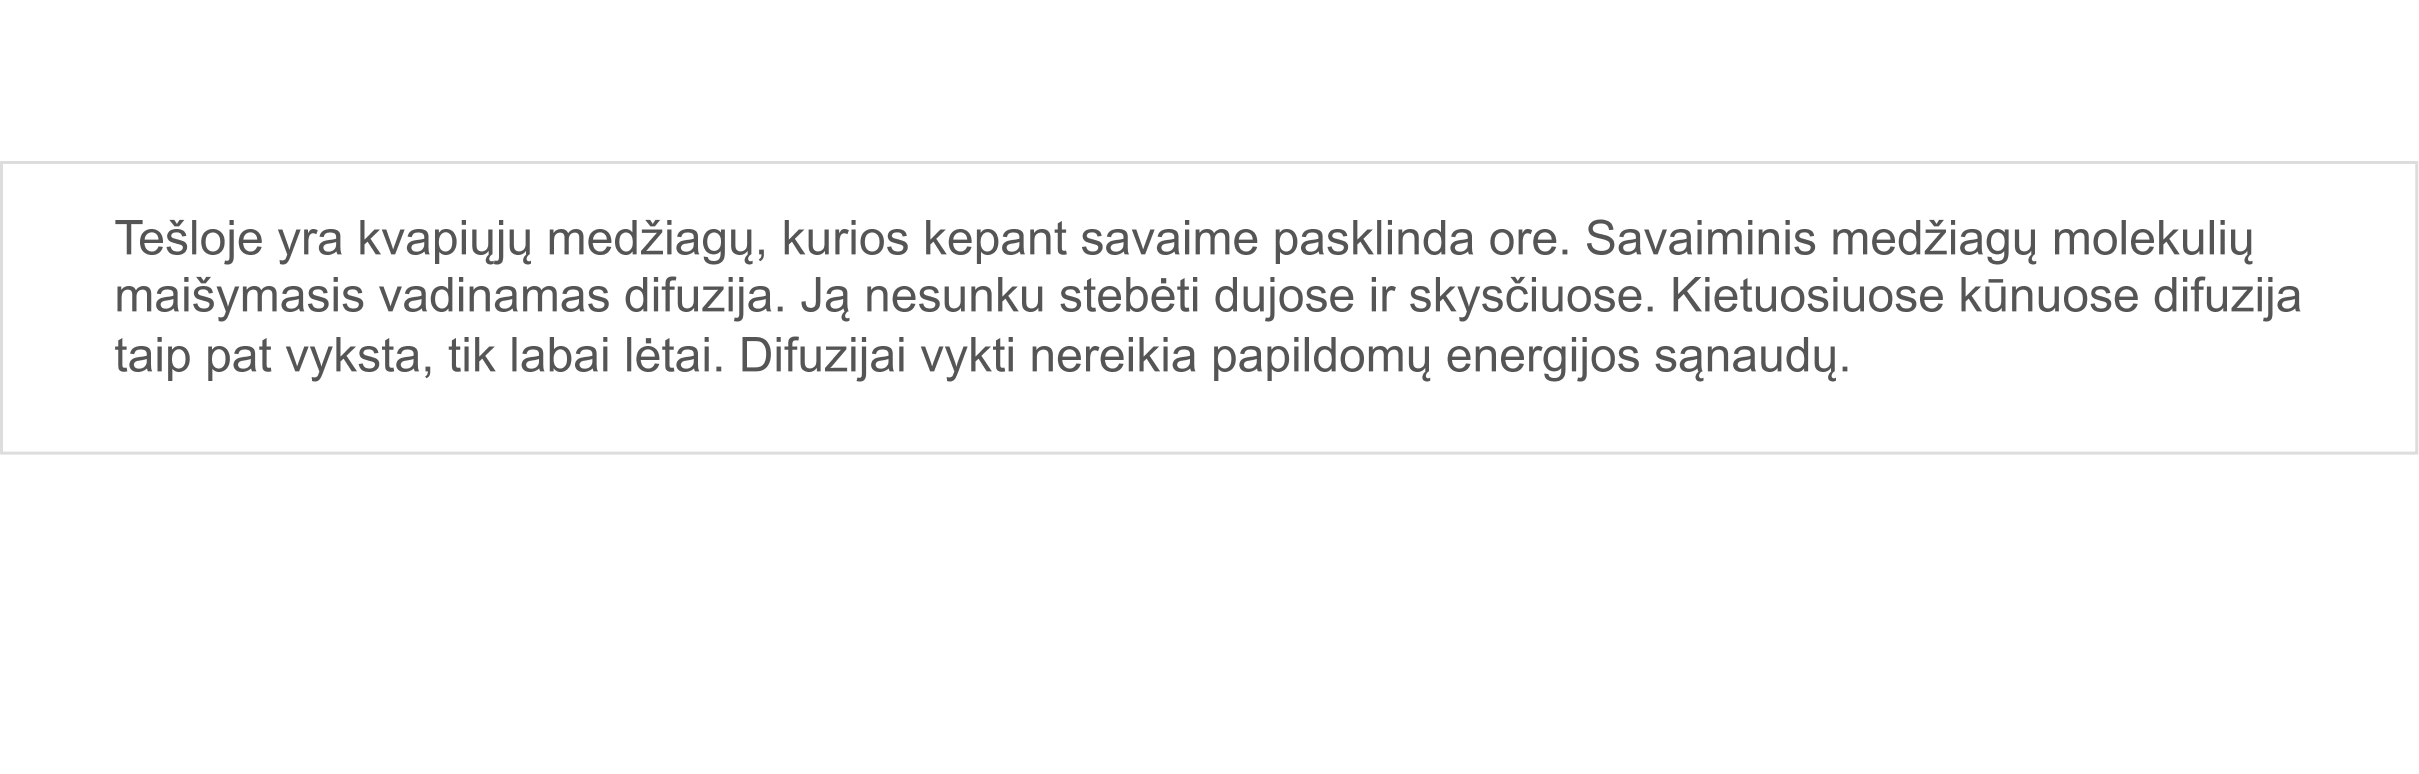 Tešloje yra kvapiųjų medžiagų, kurios kepant savaime pasklinda ore. Savaiminis medžiagų molekulių
maišymasis vadinamas difuzija. Ją nesunku stebėti dujose ir skysčiuose. Kietuosiuose kūnuose difuzija
taip pat vyksta, tik labai lėtai. Difuzijai vykti nereikia papildomų energijos sąnaudų.